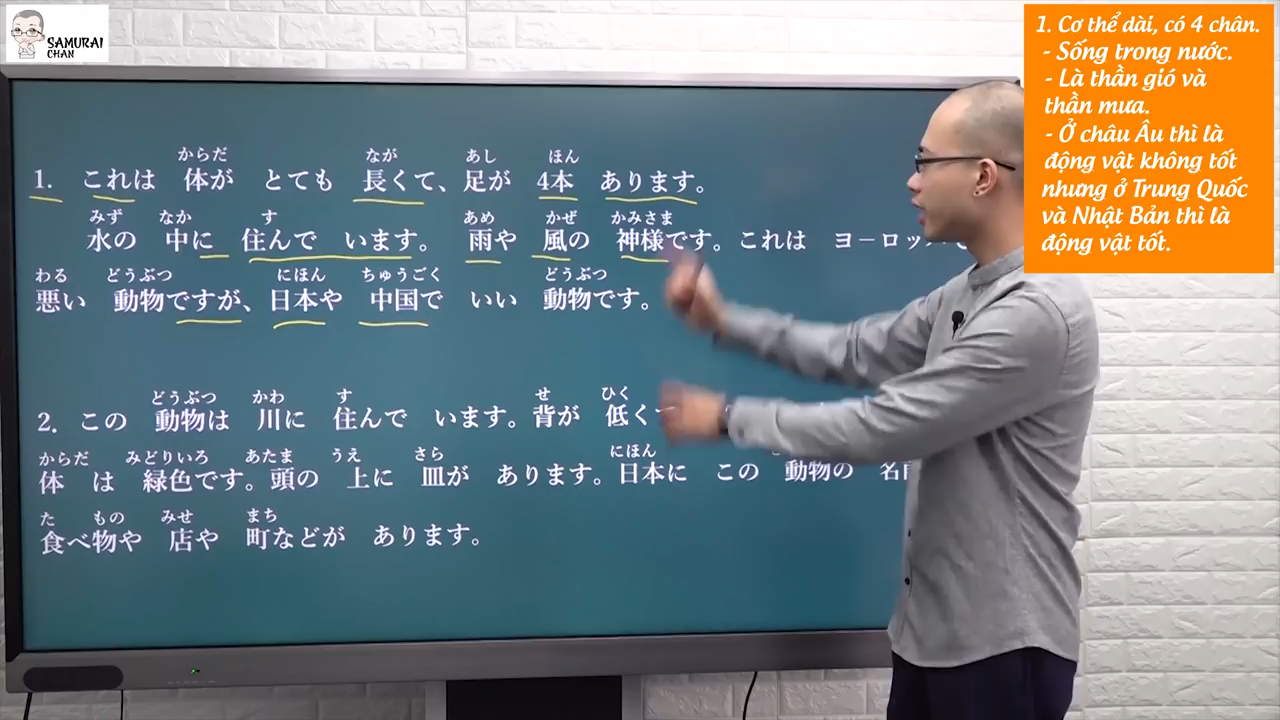 SAMURAI
CHAN
からだ なが あし ほん
1. これは 体が とても 長くて、足が 4本 あります。
みず なか す あめ かぜ かみさま
水の 中に 住んで います。 雨や 風の 神様です。これは ヨーロッ
わる どうぶつ にほん ちゅうごく どうぶつ
悪い 動物ですが、日本や 中国で いい 動物です。
どうぶつ かわ す せ ひく
2. この 動物は 川に 住んで います。背が 低く
からだ みどりいろ あたま うえ さら にほん
体 は 緑色です。頭の 上に 皿が あります。日本に この 動物の 名
た もの みせ まち
食べ物や 店や 町などが あります。
1. Cơ thể dài, có 4 chân.
- Sống trong nước.
- Là thần gió và
thần mưa.
- Ở châu Âu thì là
động vật không tốt
nhưng ở Trung Quốc
và Nhật Bản thì là
động vật tốt.